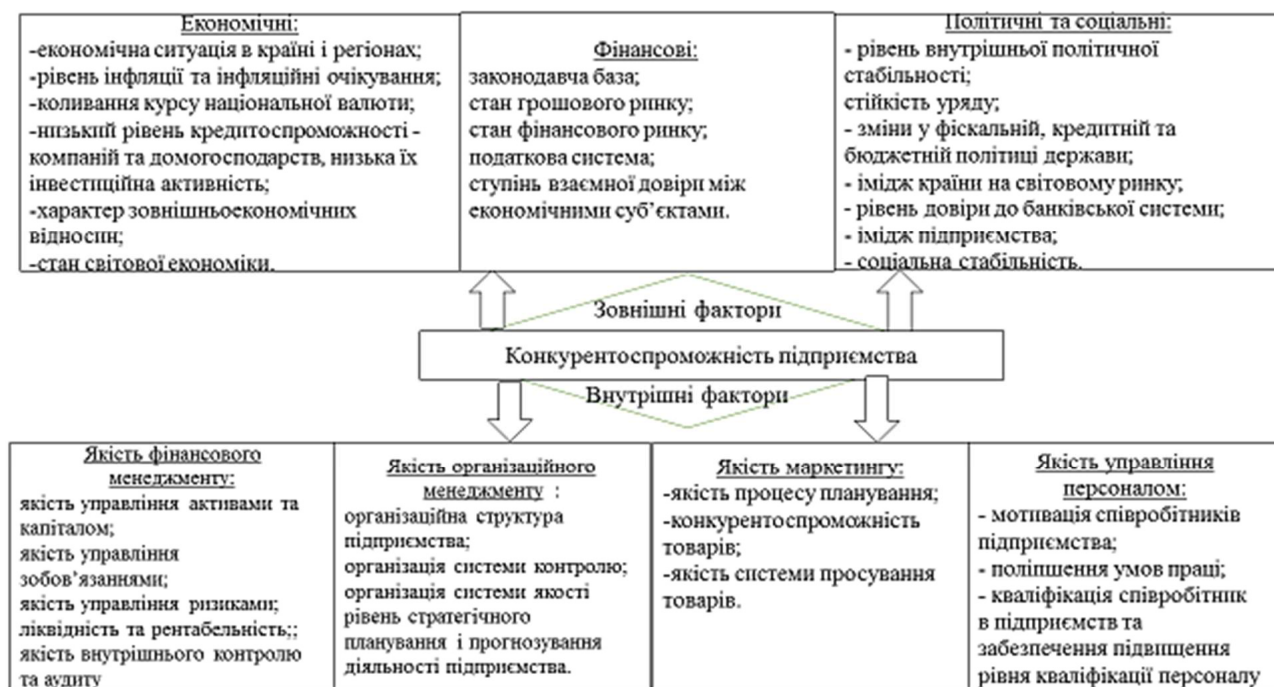 Економічні:
-економічна ситуація в країні і регіонах;
-рівень інфляції та інфляційні очікування;
-коливання курсу національної валюти;
-низький рівень кредитоспроможності -
компаній та домогосподарств, низька їх
інвестиційна активність;
-характер зовнішньоекономічних
відносин;
-стан світової економіки.
Фінансові:
законодавча база;
стан грошового ринку;
стан фінансового ринку;
податкова система;
ступінь взаємної довіри між
економічними суб’єктами.
Політичні та соціальні:
- рівень внутрішньої політичної
стабільності;
стійкість уряду;
- зміни у фіскальній, кредитній та
бюджетній політиці держави;
- імідж країни на світовому ринку;
- рівень довіри до банківської системи;
- імідж підприємства;
- соціальна стабільність.
Зовнішні фактори
Конкурентоспроможність підприємства
Внутрішні фактори
Якість фінансового
менеджменту:
якість управління активами та
капіталом;
якість управління
зобов’язаннями;
якість управління ризиками;
ліквідність та рентабельність;;
якість внутрішнього контролю
та аудиту
Якість організаційного
менеджменту :
організаційна структура
підприємства;
організація системи контролю;
організація системи якості
рівень стратегічного
планування і прогнозування
діяльності підприємства.
Якість маркетингу:
-якість процесу планування;
-конкурентоспроможність
товарів;
-якість системи просування
товарів.
Якість управління
персоналом:
- мотивація співробітників
підприємства;
- поліпшення умов праці;
- кваліфікація співробітник
в підприємств та
забезпечення підвищення
рівня кваліфікації персоналу